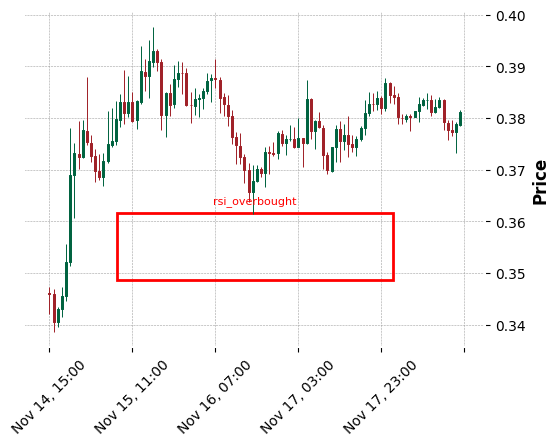 0.40
0.39
0.38
0.37
0.36
0.35
0.34
Price
rsi_overbought
Nov 14, 15:00
Nov 15, 11:00
Nov 16, 07:00
Nov 17, 03:00
Nov 17, 23:00